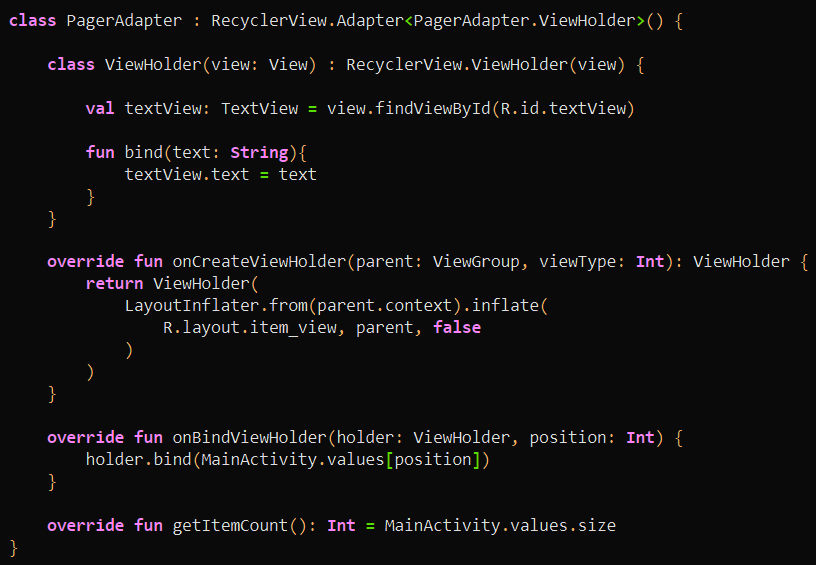 class PagerAdapter : RecyclerView.Adapter<PagerAdapter.ViewHolder>() {

    class ViewHolder(view: View) : RecyclerView.ViewHolder(view) {

        val textView: TextView = view.findViewById(R.id.textView)

        fun bind(text: String){
            textView.text = text
        }
    }

    override fun onCreateViewHolder(parent: ViewGroup, viewType: Int): ViewHolder {
        return ViewHolder(
            LayoutInflater.from(parent.context).inflate(
                R.layout.item_view, parent, false
            )
        )
    }

    override fun onBindViewHolder(holder: ViewHolder, position: Int) {
        holder.bind(MainActivity.values[position])
    }

    override fun getItemCount(): Int = MainActivity.values.size
}